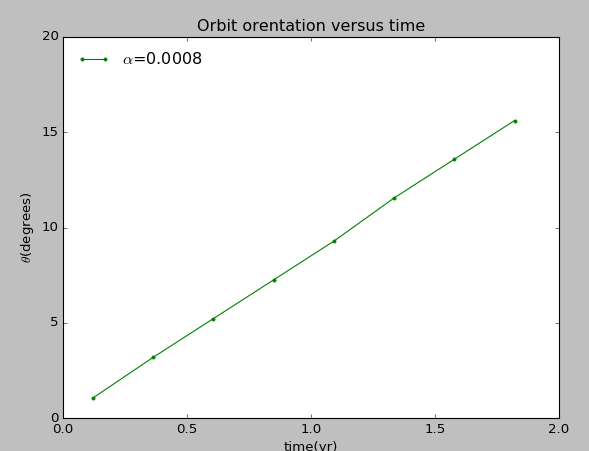 Orbit orentation versus time
α=0.0008
20
15
10
5
0
θ(degrees)
0.0 0.5 1.0 1.5 2.0
time(yr)